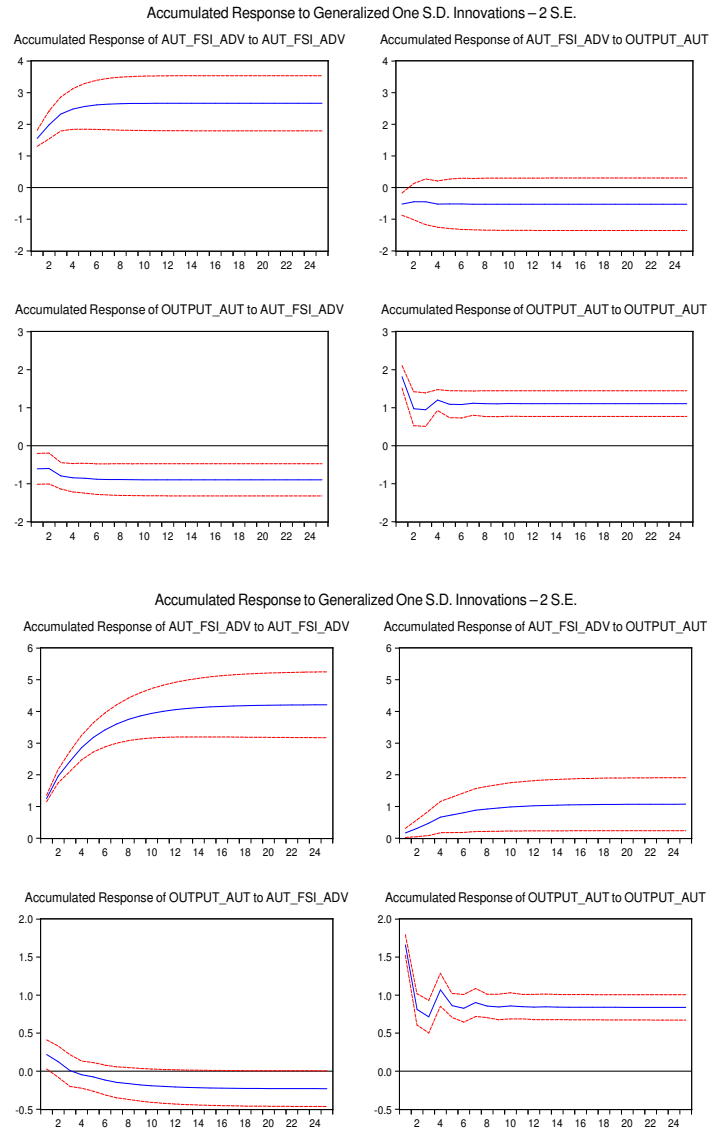 Accumulated Response to Generalized One S.D. Innovations – 2 S.E.
Accumulated Response of AUT_FSI_ADV to AUT_FSI_ADV
4
3
2
1
0
-1
-2
2 4 6 8 10 12 14 16 18 20 22 24
Accumulated Response of AUT_FSI_ADV to OUTPUT_AUT
4
3
2
1
0
-1
-2
2 4 6 8 10 12 14 16 18 20 22 24
Accumulated Response of OUTPUT_AUT to AUT_FSI_ADV
3
2
1
0
-1
-2
2 4 6 8 10 12 14 16 18 20 22 24
Accumulated Response of OUTPUT_AUT to OUTPUT_AUT
3
2
1
0
-1
-2
2 4 6 8 10 12 14 16 18 20 22 24
Accumulated Response to Generalized One S.D. Innovations – 2 S.E.
Accumulated Response of AUT_FSI_ADV to AUT_FSI_ADV
6
5
4
3
2
1
0
2 4 6 8 10 12 14 16 18 20 22 24
Accumulated Response of AUT_FSI_ADV to OUTPUT_AUT
6
5
4
3
2
1
0
2 4 6 8 10 12 14 16 18 20 22 24
Accumulated Response of OUTPUT_AUT to AUT_FSI_ADV
2.0
1.5
1.0
0.5
0.0
-0.5
2 4 6 8 10 12 14 16 18 20 22 24
Accumulated Response of OUTPUT_AUT to OUTPUT_AUT
2.0
1.5
1.0
0.5
0.0
-0.5
2 4 6 8 10 12 14 16 18 20 22 24